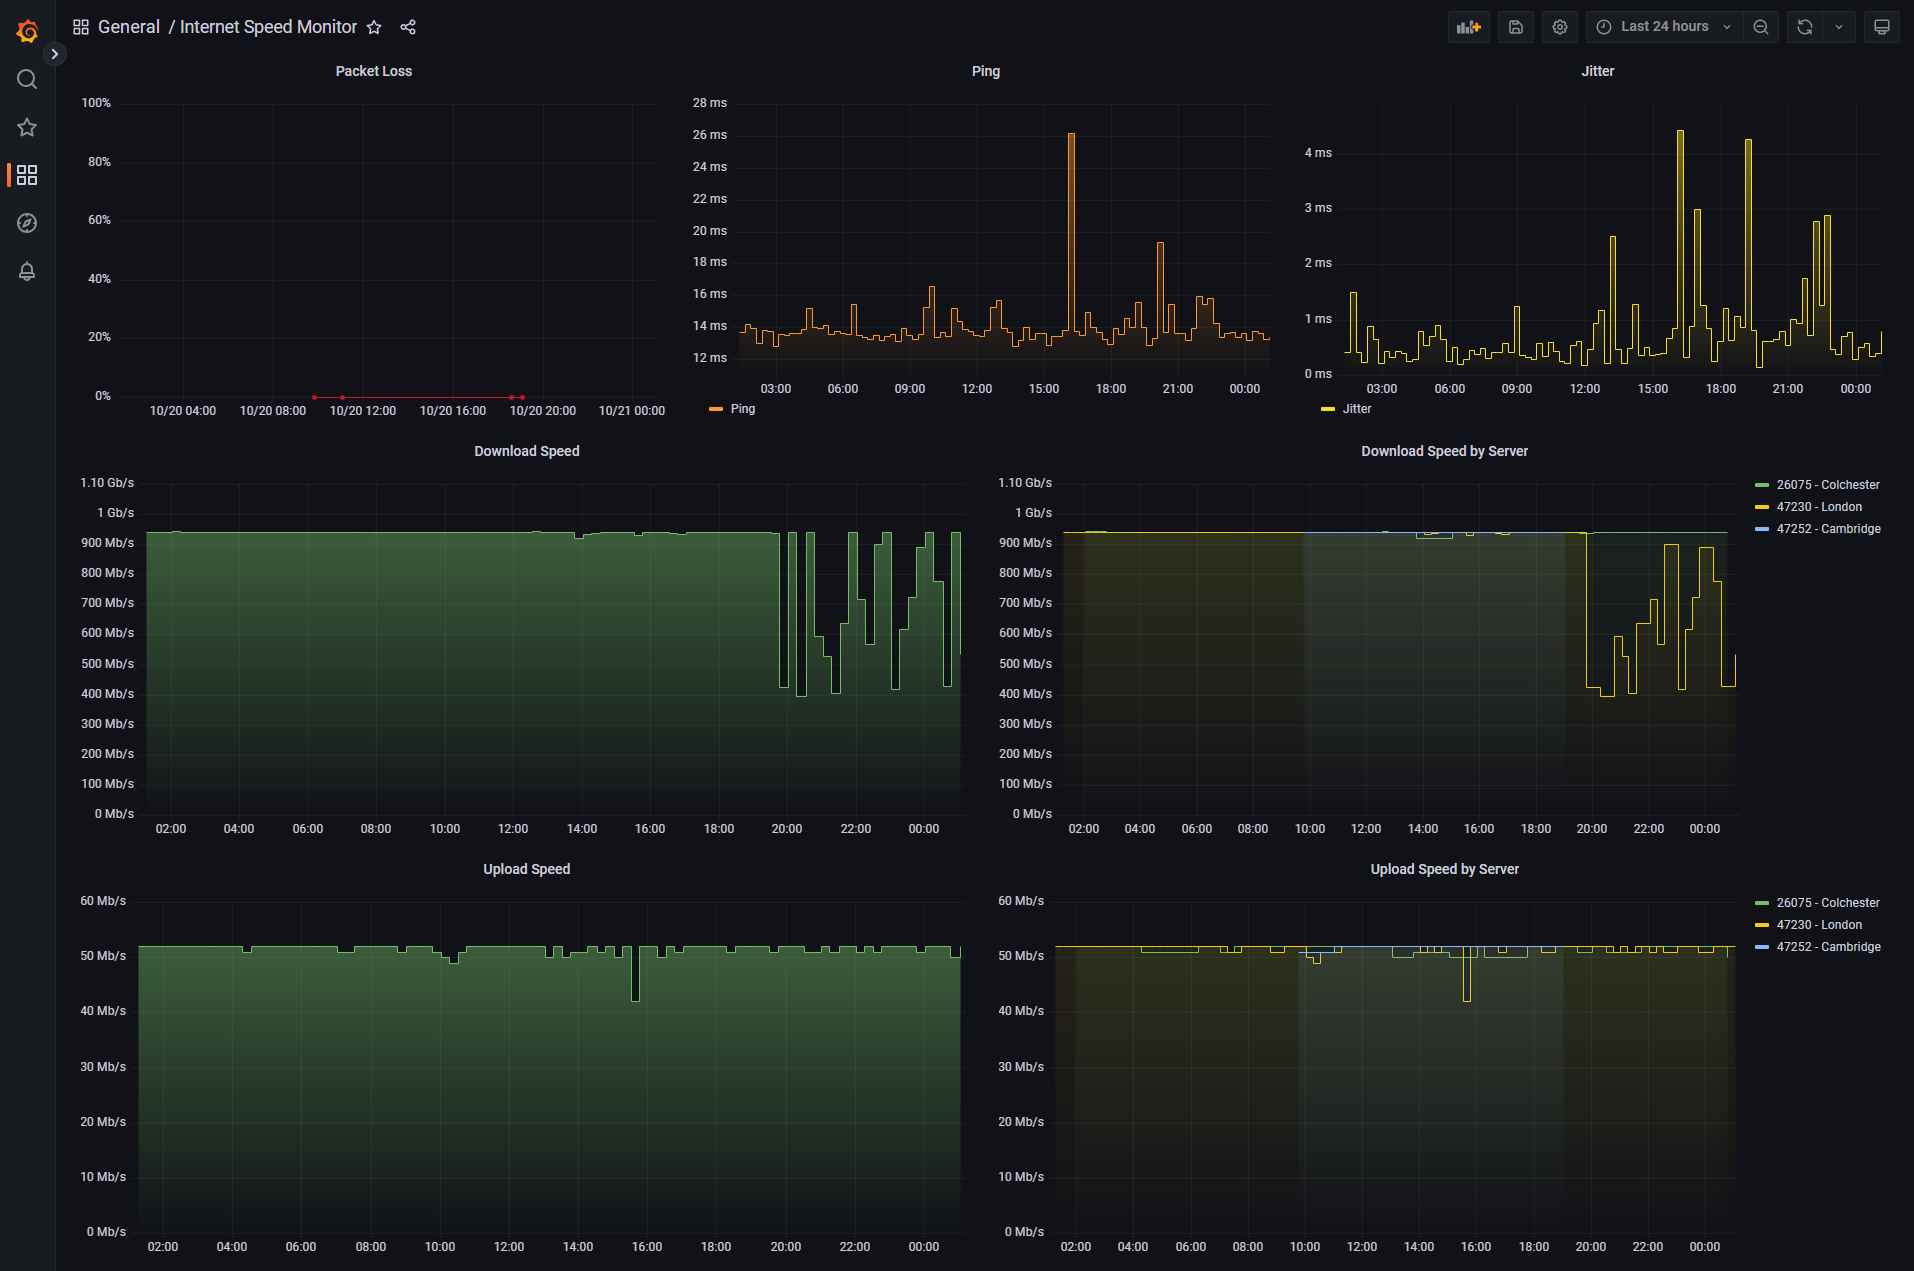 General / Internet Speed Monitor
Last 24 hours
Packet Loss
100%
80%
60%
40%
20%
0%
10/20 04:00 10/20 08:00 10/20 12:00 10/20 16:00 10/20 20:00 10/21 00:00
Ping
28 ms
26 ms
24 ms
22 ms
20 ms
18 ms
16 ms
14 ms
12 ms
03:00 06:00 09:00 12:00 15:00 18:00 21:00 00:00
Ping
Jitter
4 ms
3 ms
2 ms
1 ms
0 ms
03:00 06:00 09:00 12:00 15:00 18:00 21:00 00:00
Jitter
Download Speed
1.10 Gb/s
1 Gb/s
900 Mb/s
800 Mb/s
700 Mb/s
600 Mb/s
500 Mb/s
400 Mb/s
300 Mb/s
200 Mb/s
100 Mb/s
0 Mb/s
02:00 04:00 06:00 08:00 10:00 12:00 14:00 16:00 18:00 20:00 22:00 00:00
Download Speed by Server
1.10 Gb/s
1 Gb/s
900 Mb/s
800 Mb/s
700 Mb/s
600 Mb/s
500 Mb/s
400 Mb/s
300 Mb/s
200 Mb/s
100 Mb/s
0 Mb/s
02:00 04:00 06:00 08:00 10:00 12:00 14:00 16:00 18:00 20:00 22:00 00:00
26075 - Colchester
47230 - London
47252 - Cambridge
Upload Speed
60 Mb/s
50 Mb/s
40 Mb/s
30 Mb/s
20 Mb/s
10 Mb/s
0 Mb/s
02:00 04:00 06:00 08:00 10:00 12:00 14:00 16:00 18:00 20:00 22:00 00:00
Upload Speed by Server
60 Mb/s
50 Mb/s
40 Mb/s
30 Mb/s
20 Mb/s
10 Mb/s
0 Mb/s
02:00 04:00 06:00 08:00 10:00 12:00 14:00 16:00 18:00 20:00 22:00 00:00
26075 - Colchester
47230 - London
47252 - Cambridge